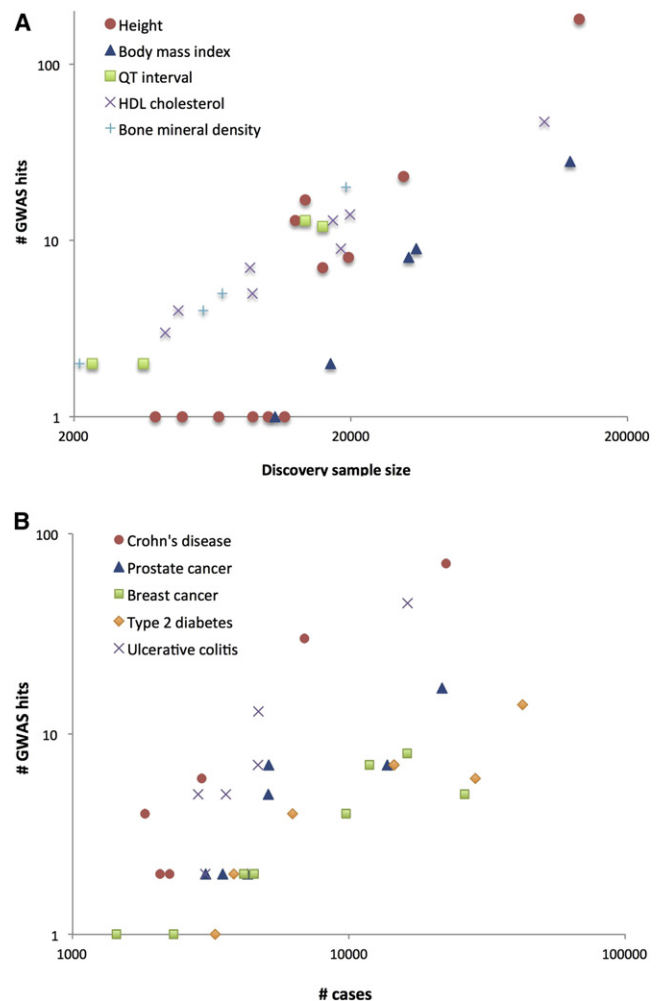 A
Height
Body mass index
QT interval
HDL cholesterol
Bone mineral density
# GWAS hits
100
10
1
2000
20000
200000
Discovery sample size
B
Crohn's disease
Prostate cancer
Breast cancer
Type 2 diabetes
Ulcerative colitis
# GWAS hits
100
10
1
1000
10000
100000
# cases